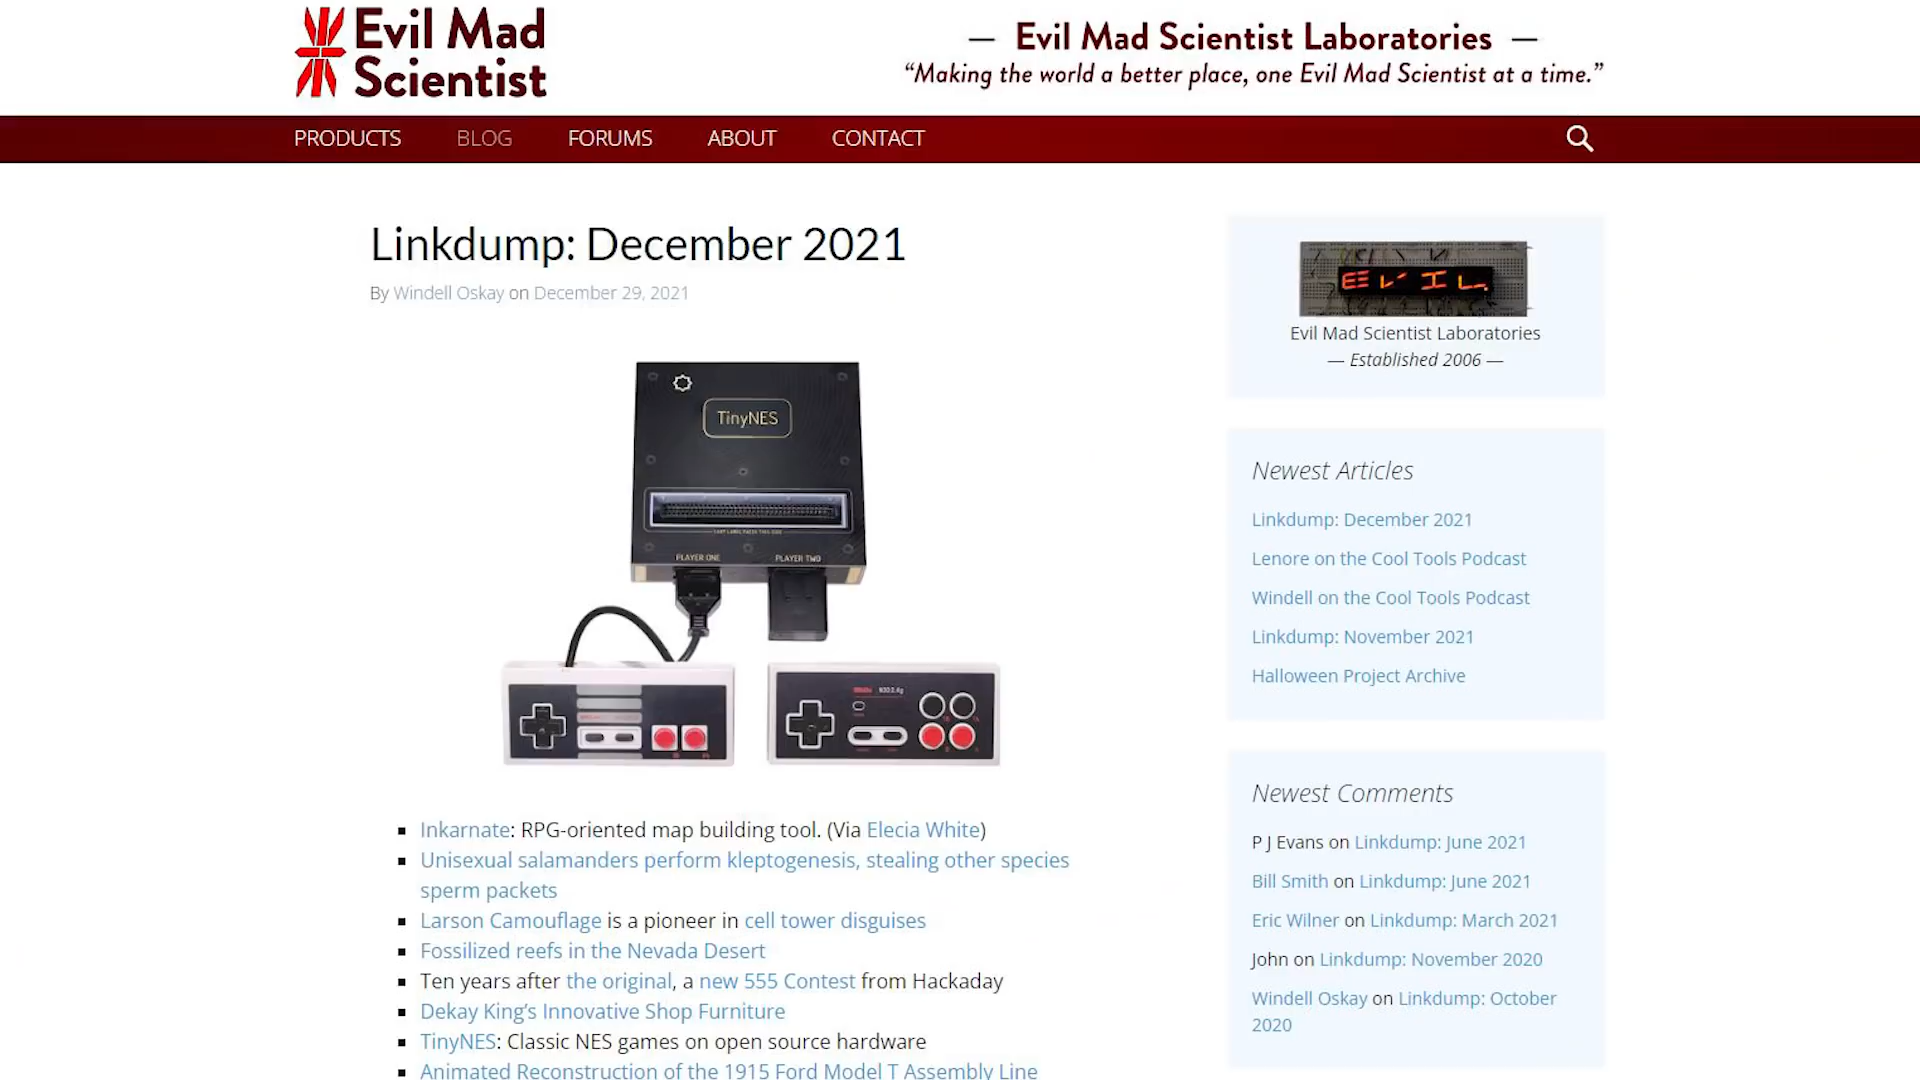 Evil Mad
Scientist
— Evil Mad Scientist Laboratories —
“Making the world a better place, one Evil Mad Scientist at a time.”
PRODUCTS BLOG FORUMS ABOUT CONTACT
Linkdump: December 2021
By Windell Oskay on December 29, 2021
TinyNES
PLAYER ONE PLAYER TWO
Inkarnate: RPG-oriented map building tool. (Via Elecia White)
Unisexual salamanders perform kleptogenesis, stealing other species
sperm packets
Larson Camouflage is a pioneer in cell tower disguises
Fossilized reefs in the Nevada Desert
Ten years after the original, a new 555 Contest from Hackaday
Dekay King’s Innovative Shop Furniture
TinyNES: Classic NES games on open source hardware
Animated Reconstruction of the 1915 Ford Model T Assembly Line
EVIL
Evil Mad Scientist Laboratories
— Established 2006 —
Newest Articles
Linkdump: December 2021
Lenore on the Cool Tools Podcast
Windell on the Cool Tools Podcast
Linkdump: November 2021
Halloween Project Archive
Newest Comments
P J Evans on Linkdump: June 2021
Bill Smith on Linkdump: June 2021
Eric Wilner on Linkdump: March 2021
John on Linkdump: November 2020
Windell Oskay on Linkdump: October
2020